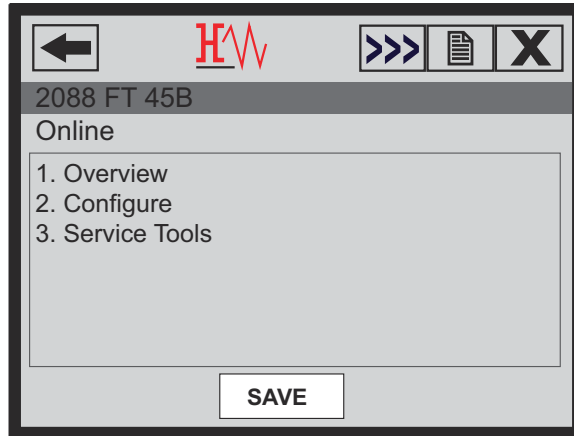 H
>>>
X
2088 FT 45B
Online
1. Overview
2. Configure
3. Service Tools
SAVE